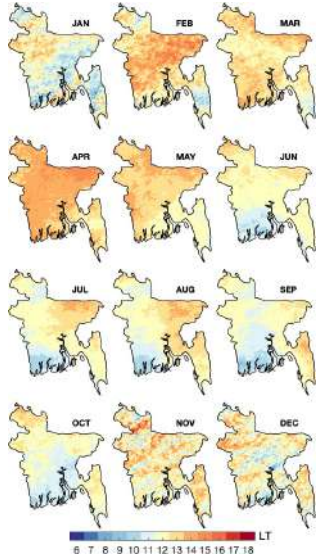 JAN FEB MAR
APR MAY JUN
JUL AUG SEP
OCT NOV DEC
LT
6 7 8 9 10 11 12 13 14 15 16 17 18